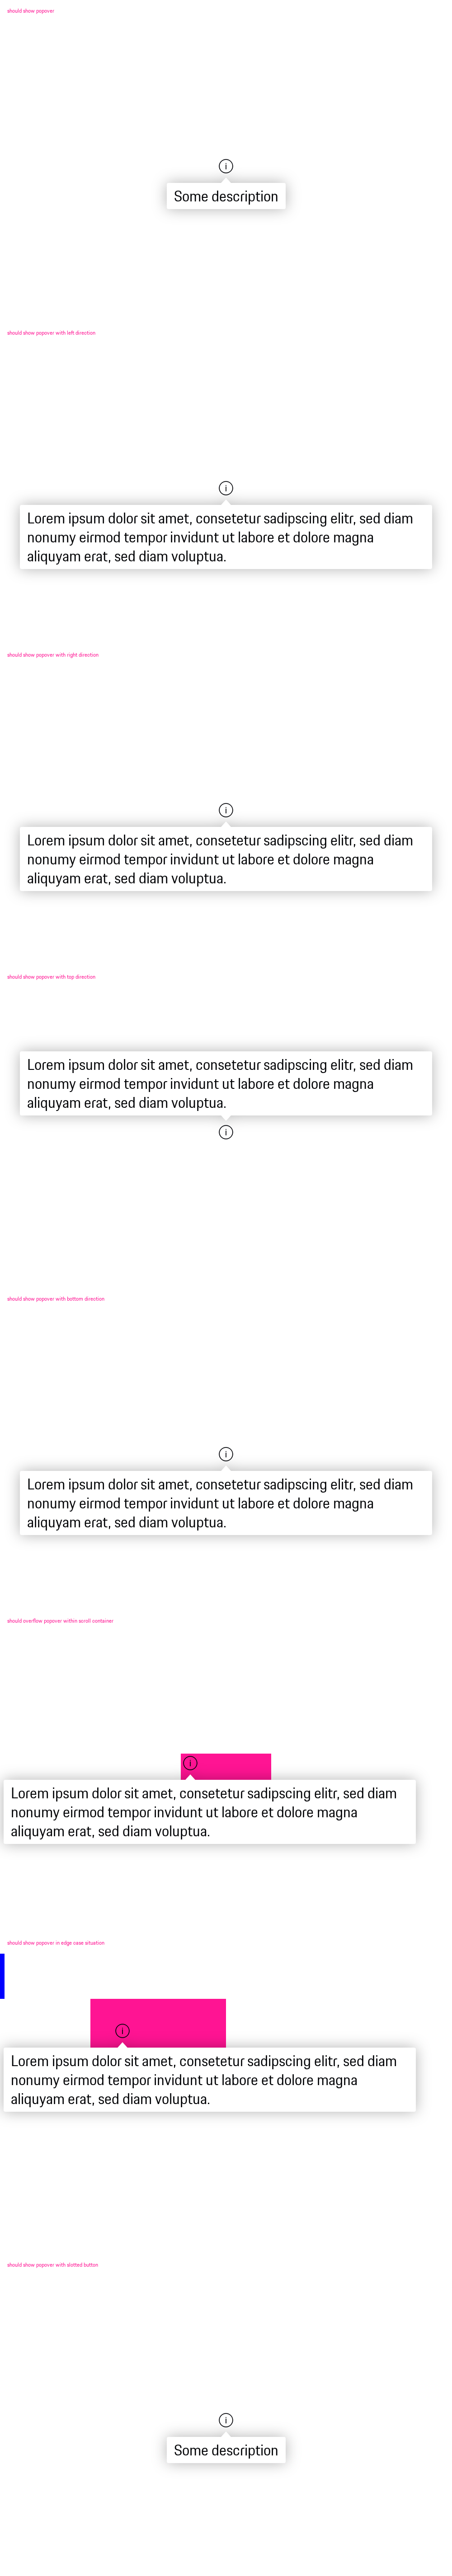 should show popover
i
Some description
should show popover with left direction
i
Lorem ipsum dolor sit amet, consetetur sadipscing elitr, sed diam
nonumy eirmod tempor invidunt ut labore et dolore magna
aliquyam erat, sed diam voluptua.
should show popover with right direction
i
Lorem ipsum dolor sit amet, consetetur sadipscing elitr, sed diam
nonumy eirmod tempor invidunt ut labore et dolore magna
aliquyam erat, sed diam voluptua.
should show popover with top direction
Lorem ipsum dolor sit amet, consetetur sadipscing elitr, sed diam
nonumy eirmod tempor invidunt ut labore et dolore magna
aliquyam erat, sed diam voluptua.
i
should show popover with bottom direction
i
Lorem ipsum dolor sit amet, consetetur sadipscing elitr, sed diam
nonumy eirmod tempor invidunt ut labore et dolore magna
aliquyam erat, sed diam voluptua.
should overflow popover within scroll container
i
Lorem ipsum dolor sit amet, consetetur sadipscing elitr, sed diam
nonumy eirmod tempor invidunt ut labore et dolore magna
aliquyam erat, sed diam voluptua.
should show popover in edge case situation
i
Lorem ipsum dolor sit amet, consetetur sadipscing elitr, sed diam
nonumy eirmod tempor invidunt ut labore et dolore magna
aliquyam erat, sed diam voluptua.
should show popover with slotted button
i
Some description